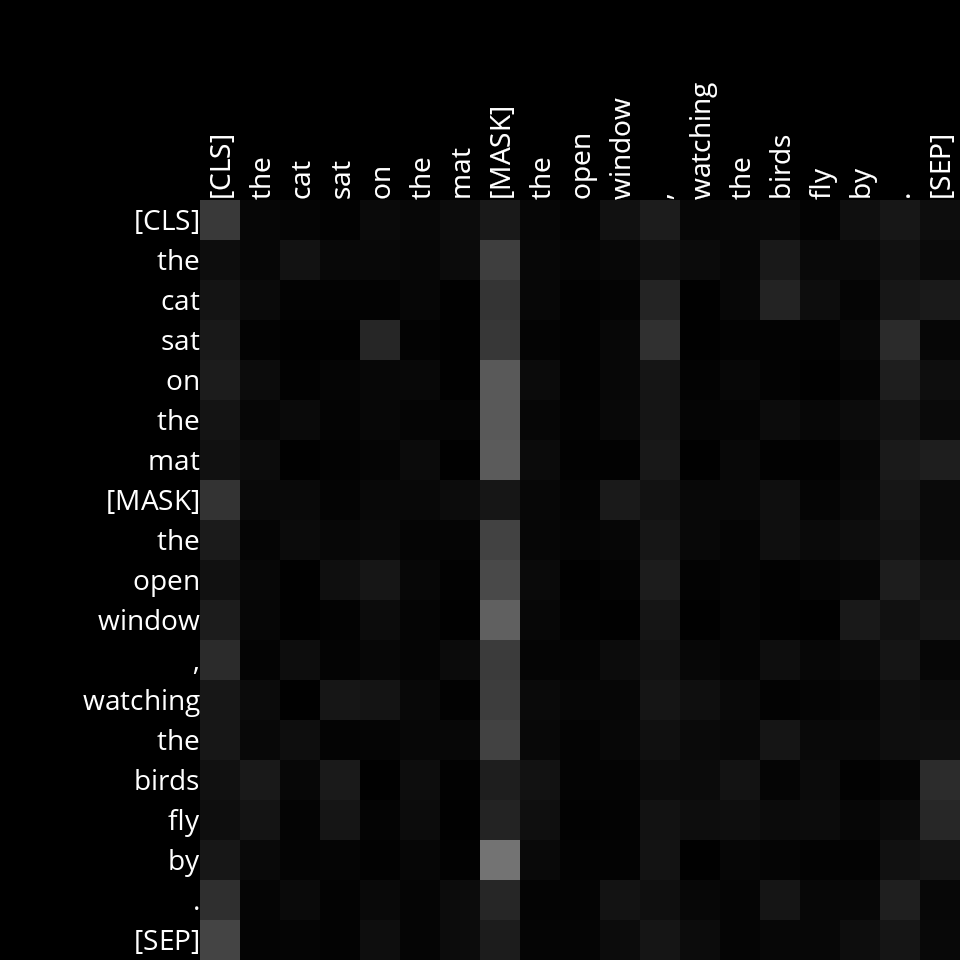 [CLS] the cat sat on the mat [MASK] the open window , watching the birds fly by . [SEP]
[CLS]
the
cat
sat
on
the
mat
[MASK]
the
open
window
,
watching
the
birds
fly
by
.
[SEP]